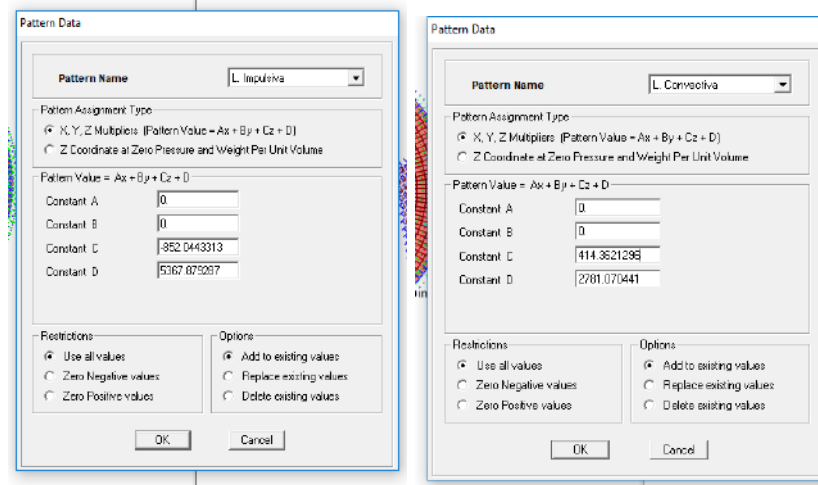 Pattern Data
Pattern Name
L. Impulsiva
Pattern Assignment Type
X, Y, Z Multipliers (Pattern Value = Ax + By + Cz + D)
Z Coordinate at Zero Pressure and Weight Per Unit Volume
Pattern Value = Ax + By + Cz + D
Constant A
0.
Constant B
0.
Constant C
-852.0443313
Constant D
5367.879287
Restrictions
Use all values
Zero Negative values
Zero Positive values
Options
Add to existing values
Replace existing values
Delete existing values
OK
Cancel
Pattern Data
Pattern Name
L. Convectiva
Pattern Assignment Type
X, Y, Z Multipliers (Pattern Value = Ax + By + Cz + D)
Z Coordinate at Zero Pressure and Weight Per Unit Volume
Pattern Value = Ax + By + Cz + D
Constant A
0.
Constant B
0.
Constant C
414.3621296
Constant D
2781.070441
Restrictions
Use all values
Zero Negative values
Zero Positive values
Options
Add to existing values
Replace existing values
Delete existing values
OK
Cancel